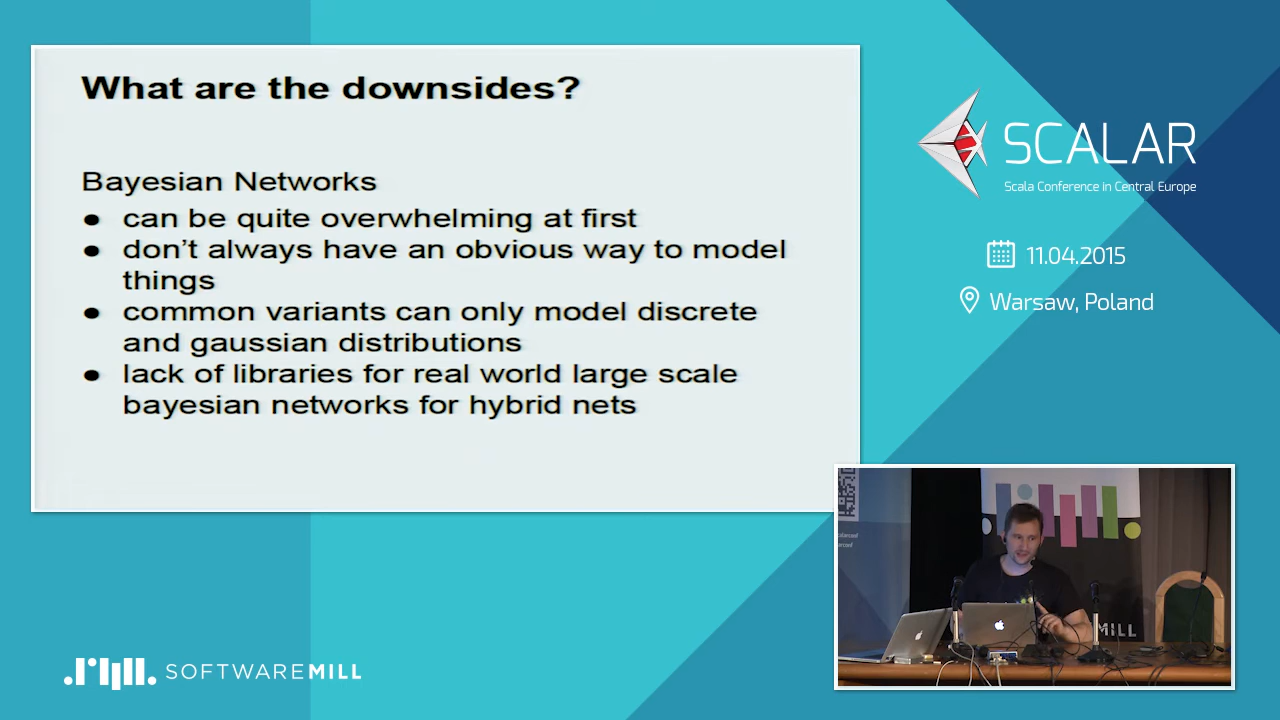 What are the downsides?
Bayesian Networks
● can be quite overwhelming at first
● don't always have an obvious way to model
things
● common variants can only model discrete
and gaussian distributions
● lack of libraries for real world large scale
bayesian networks for hybrid nets
SCALAR
Scala Conference in Central Europe
11.04.2015
Warsaw, Poland
MILL
SOFTWAREMILL